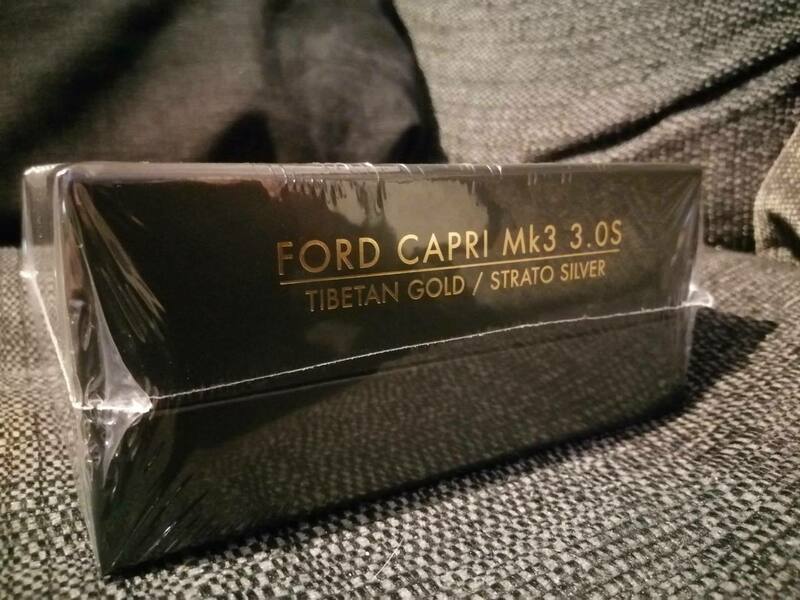 FORD CAPRI Mk3 3.0S
TIBETAN GOLD / STRATO SILVER